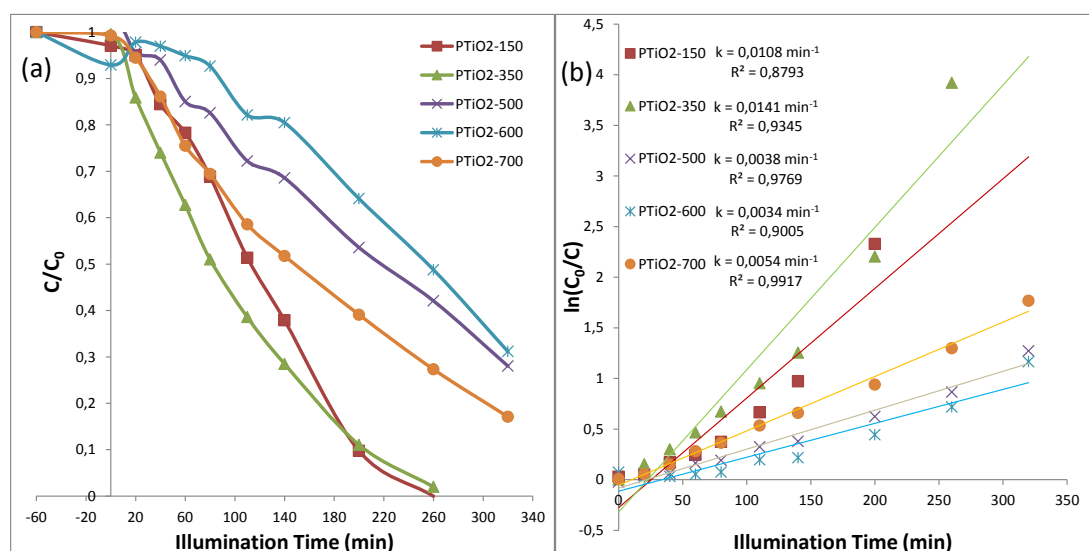 (a)
C/C0
1
0,9
0,8
0,7
0,6
0,5
0,4
0,3
0,2
0,1
0
-60 -20 20 60 100 140 180 220 260 300 340
Illumination Time (min)
PTiO2-150
PTiO2-350
PTiO2-500
PTiO2-600
PTiO2-700
(b)
ln(C0/C)
4,5
4
3,5
3
2,5
2
1,5
1
0,5
0
-0,5
0 50 100 150 200 250 300 350
Illumination Time (min)
PTiO2-150 k = 0,0108 min-1
R² = 0,8793
PTiO2-350 k = 0,0141 min-1
R² = 0,9345
PTiO2-500 k = 0,0038 min-1
R² = 0,9769
PTiO2-600 k = 0,0034 min-1
R² = 0,9005
PTiO2-700 k = 0,0054 min-1
R² = 0,9917